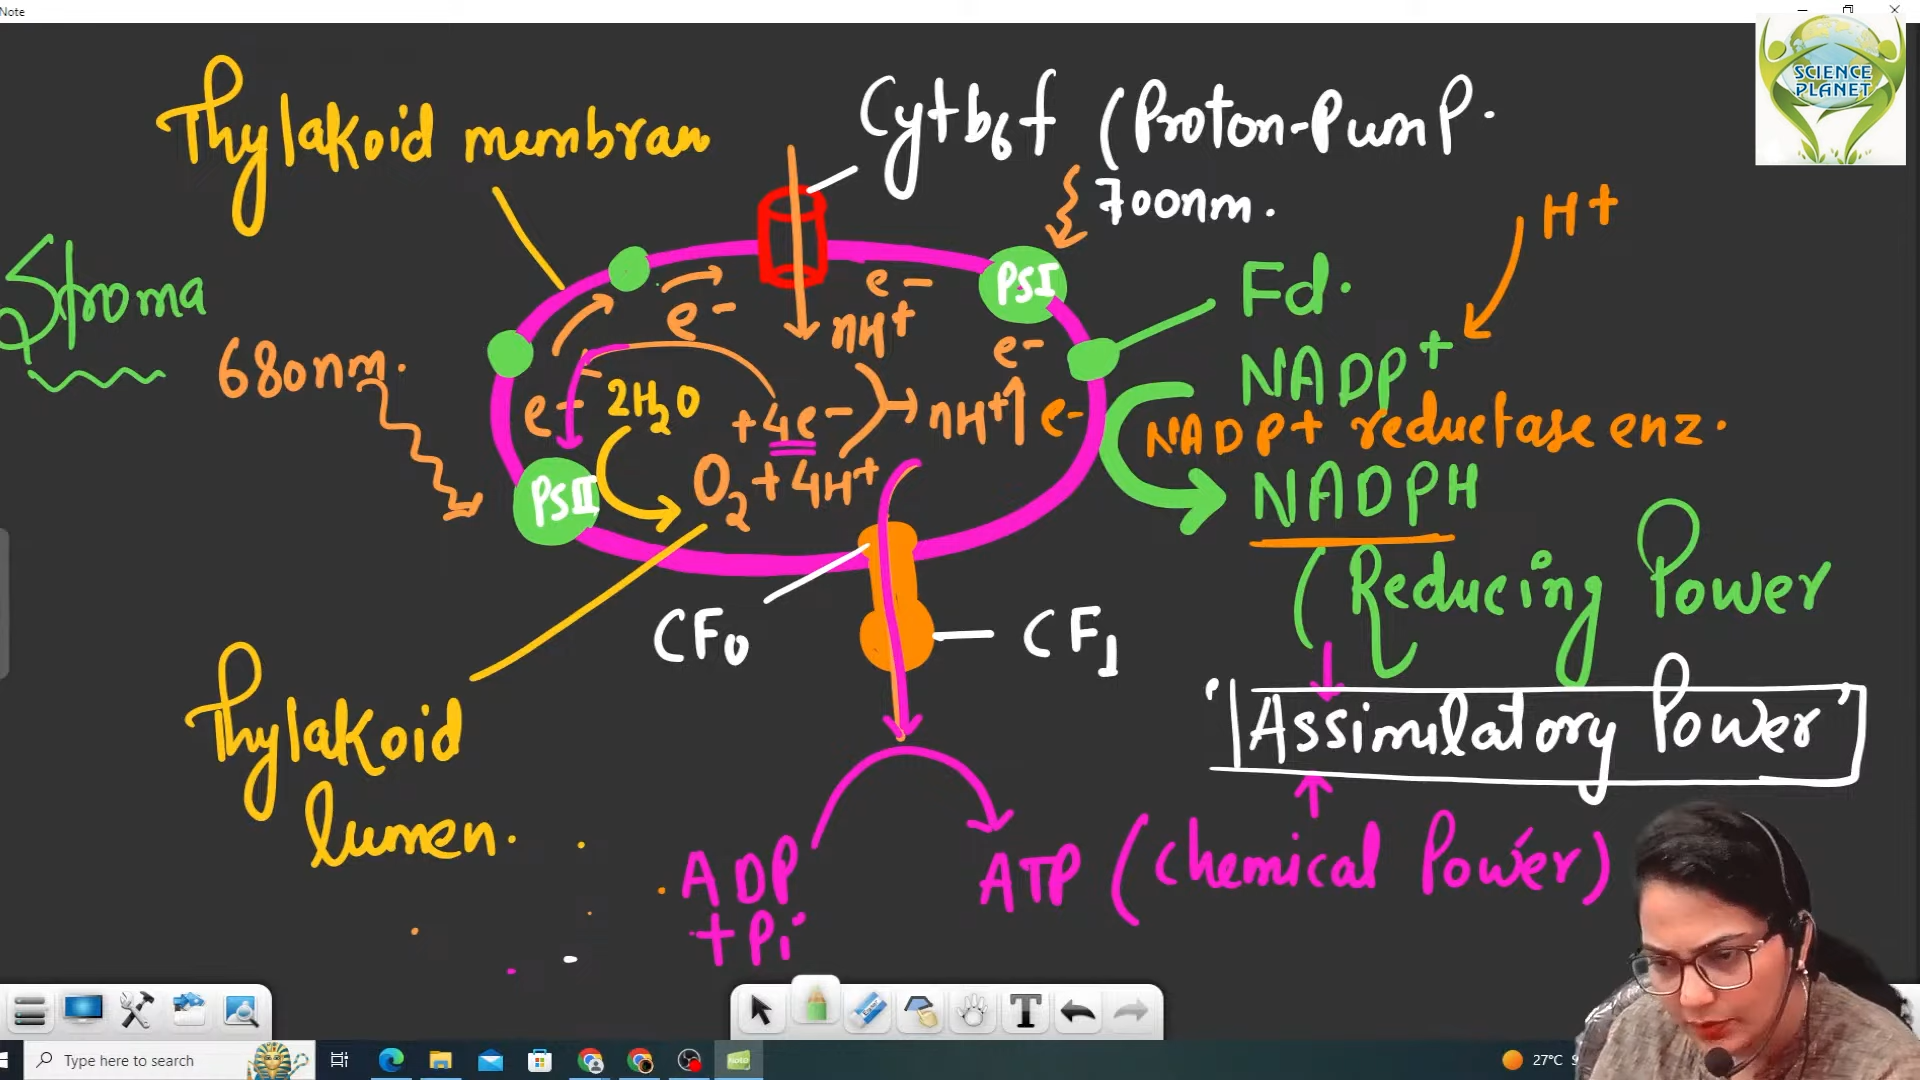 Note
SCIENCE
PLANET
Thylakoid membran
Cytb6f (Proton-Pump.
700nm.
H+
Stroma
680nm.
PSI
Fd.
e-
e-
nH+
e-
NADP+
e-
2H2O
+4e-
nH+
e-
NADP+ reductase enz.
PSII
O2+4H+
NADPH
(Reducing Power
CF0
CF1
Thylakoid
lumen.
'Assimilatory Power'
ADP
+Pi
ATP (Chemical Power)
T
Type here to search
27°C